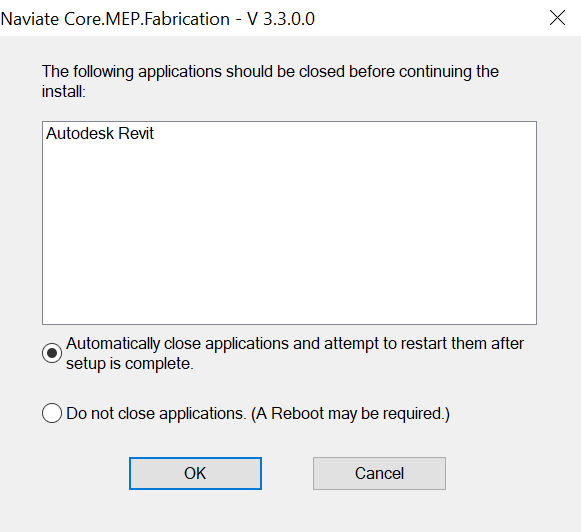 Naviate Core.MEP.Fabrication - V 3.3.0.0
The following applications should be closed before continuing the
install:
Autodesk Revit
Automatically close applications and attempt to restart them after
setup is complete.
Do not close applications. (A Reboot may be required.)
OK
Cancel